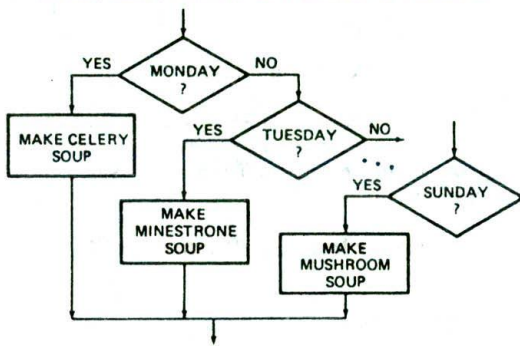 YES
MONDAY
?
NO
MAKE CELERY
SOUP
YES
TUESDAY
?
NO
...
MAKE
MINESTRONE
SOUP
YES
SUNDAY
?
MAKE
MUSHROOM
SOUP